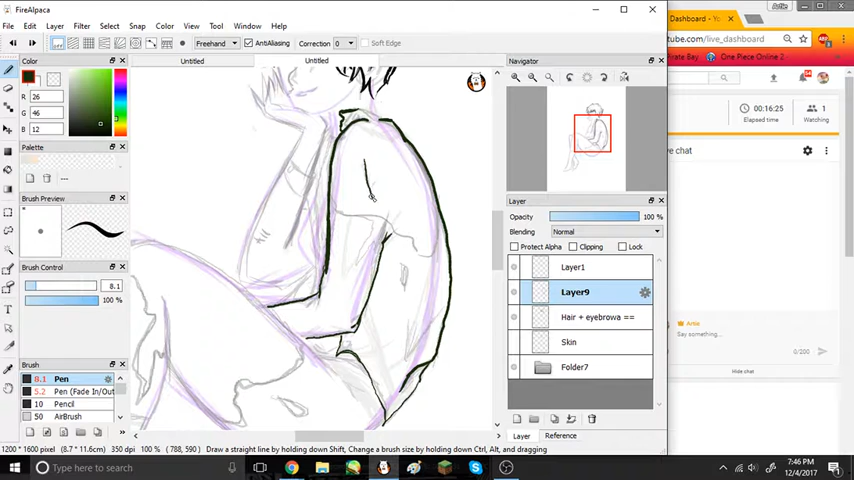 FireAlpaca
File Edit Layer Filter Select Snap Color View Tool Window Help
Freehand AntiAliasing Correction 0 Soft Edge
Color
Untitled Untitled
R 26
G 46
B 12
Palette
---
Brush Preview
Brush Control
8.1
100 %
Brush
8.1 Pen
5.2 Pen (Fade In/Out
10 Pencil
50 AirBrush
Navigator
Layer
Opacity 100 %
Blending Normal
Protect Alpha Clipping Lock
Layer1
Layer9
Hair + eyebrowa ==
Skin
Folder7
Layer Reference
1200 * 1600 pixel (8.7 * 11.6cm) 350 dpi 100 % ( 788, 590 ) Draw a straight line by holding down Shift, Change a brush size by holding down Ctrl, Alt, and dragging
Dashboard - Yo
Artie
tube.com/live_dashboard
rate Bay One Piece Online 2
00:16:25 1
Elapsed time Watching
ve chat
Artie
Say something...
0/200
Hide chat
Type here to search
7:46 PM
12/4/2017